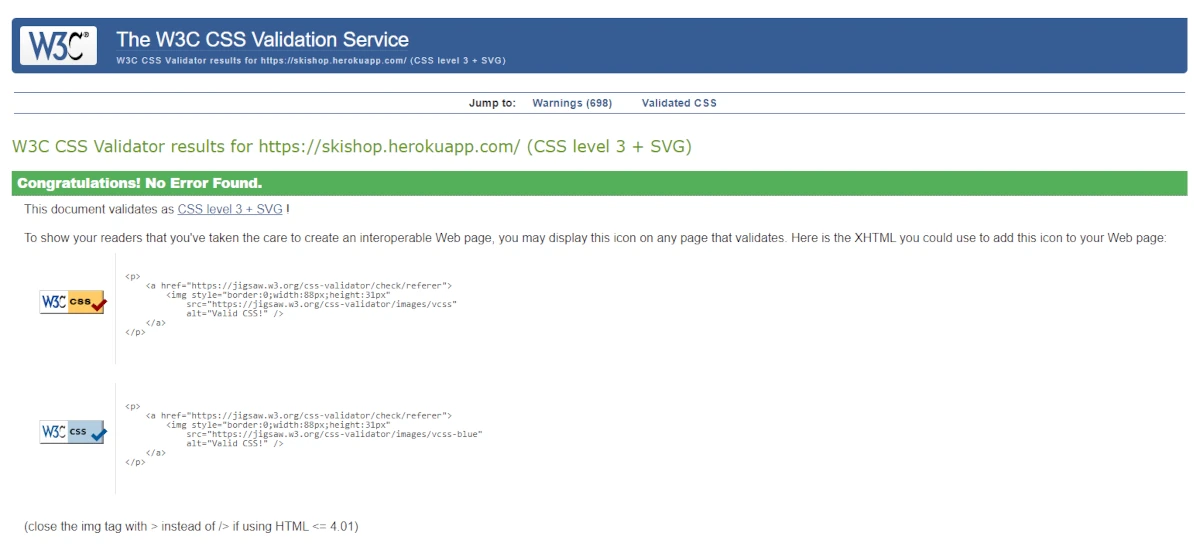 W3C® The W3C CSS Validation Service
W3C CSS Validator results for https://skishop.herokuapp.com/ (CSS level 3 + SVG)
Jump to: Warnings (698) Validated CSS
W3C CSS Validator results for https://skishop.herokuapp.com/ (CSS level 3 + SVG)
Congratulations! No Error Found.
This document validates as CSS level 3 + SVG !
To show your readers that you've taken the care to create an interoperable Web page, you may display this icon on any page that validates. Here is the XHTML you could use to add this icon to your Web page:
W3C css
<p>
    <a href="https://jigsaw.w3.org/css-validator/check/referer">
        <img style="border:0;width:88px;height:31px"
            src="https://jigsaw.w3.org/css-validator/images/vcss"
            alt="Valid CSS!" />
    </a>
</p>
W3C css
<p>
    <a href="https://jigsaw.w3.org/css-validator/check/referer">
        <img style="border:0;width:88px;height:31px"
            src="https://jigsaw.w3.org/css-validator/images/vcss-blue"
            alt="Valid CSS!" />
    </a>
</p>
(close the img tag with > instead of /> if using HTML <= 4.01)